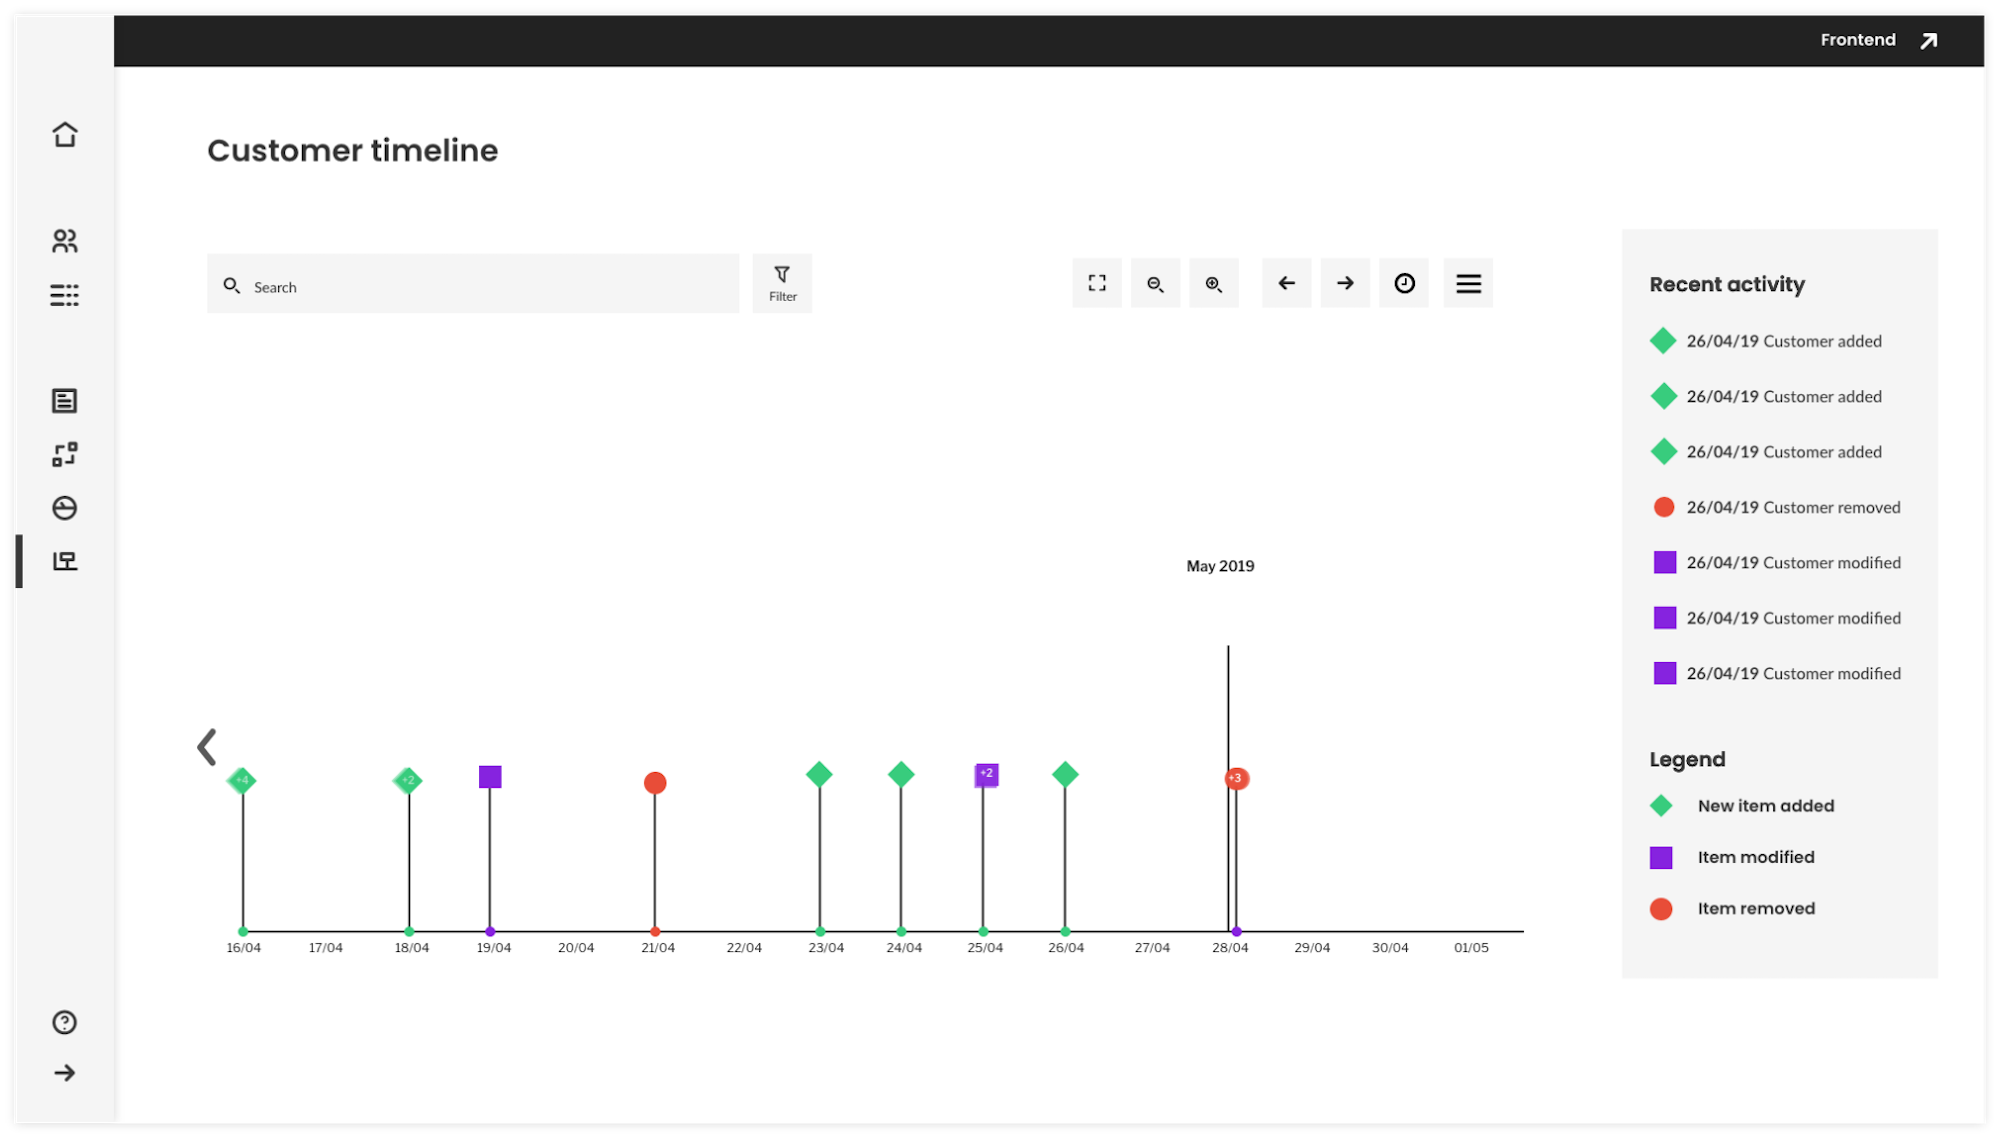 Frontend
Customer timeline
Search
Filter
May 2019
+4
+2
+2
+3
16/04 17/04 18/04 19/04 20/04 21/04 22/04 23/04 24/04 25/04 26/04 27/04 28/04 29/04 30/04 01/05
Recent activity
26/04/19 Customer added
26/04/19 Customer added
26/04/19 Customer added
26/04/19 Customer removed
26/04/19 Customer modified
26/04/19 Customer modified
26/04/19 Customer modified
Legend
New item added
Item modified
Item removed